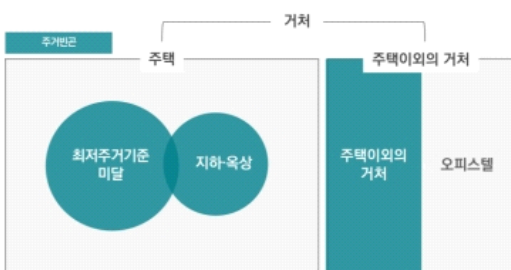 거처
주거빈곤
주택
주택이외의 거처
최저주거기준
미달
지하·옥상
주택이외의
거처
오피스텔